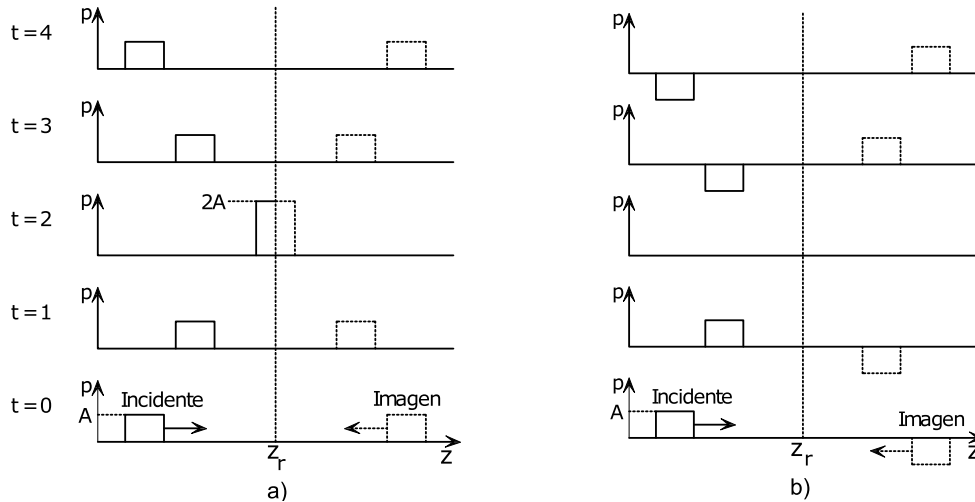 t=4 p p
t=3 p p
t=2 p 2A p
t=1 p p
t=0 p A Incidente Imagen p A Incidente Imagen
z_r z z_r z
a) b)